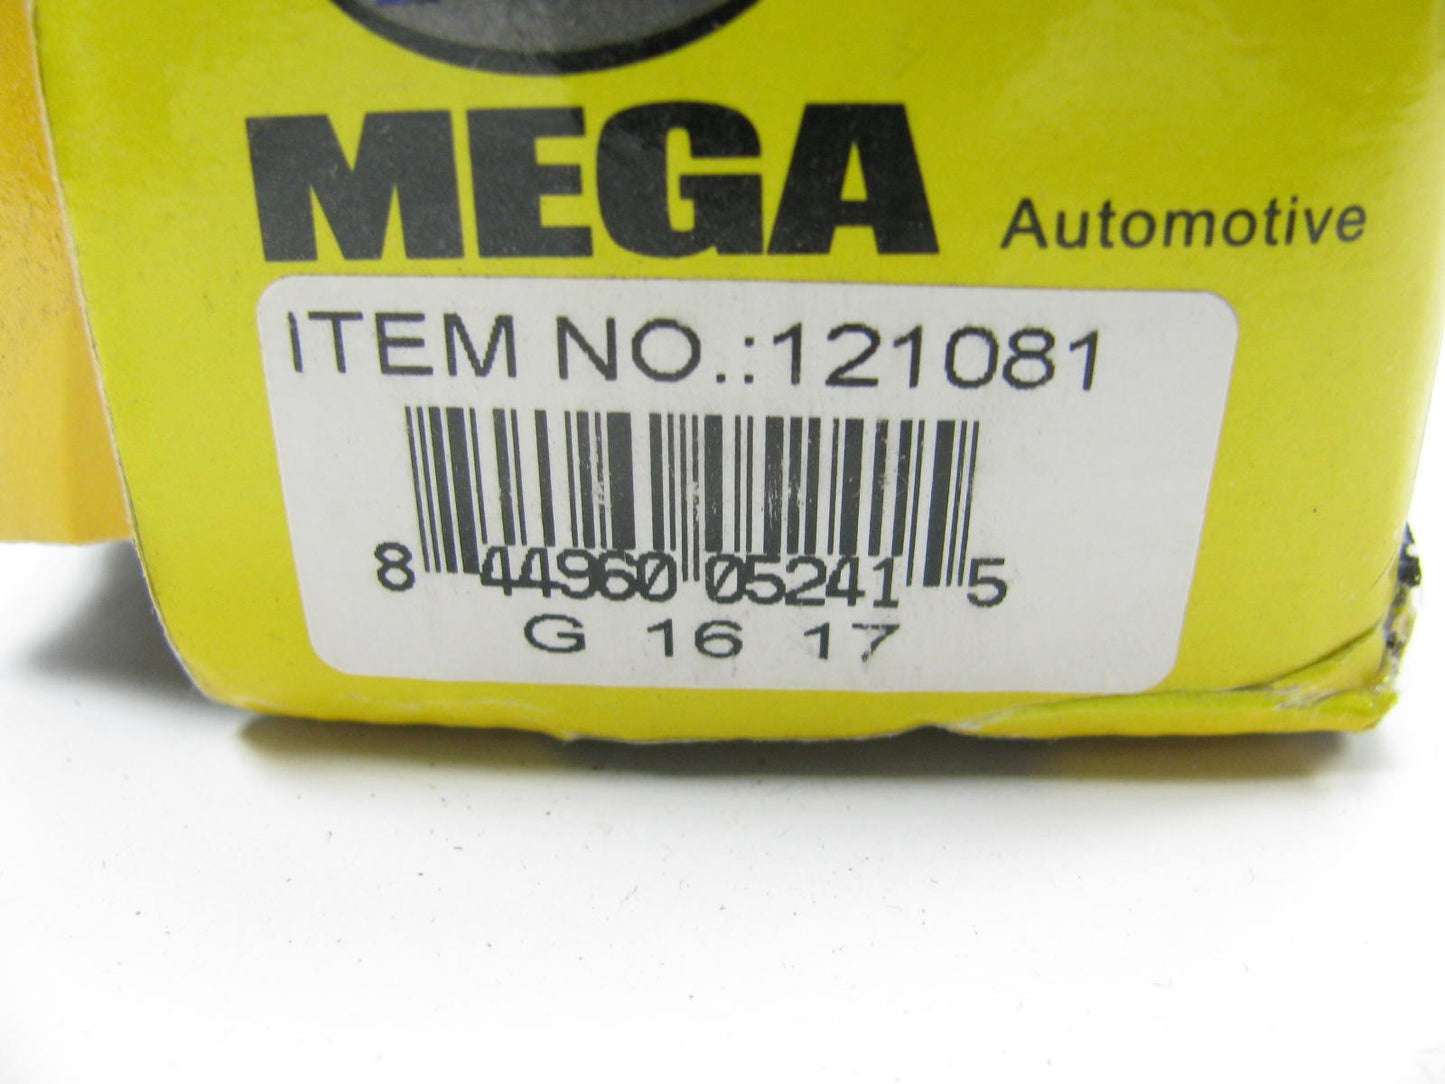 MEGA Automotive
ITEM NO.:121081
8 44960 05241 5
G 16 17